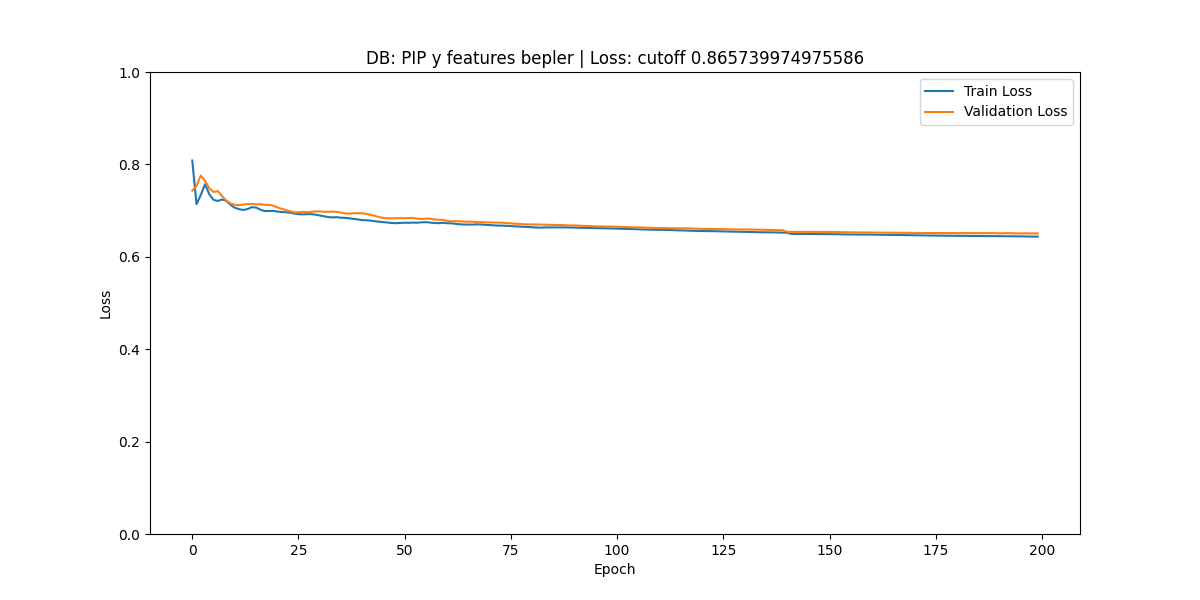 DB: PIP y features bepler | Loss: cutoff 0.865739974975586
Train Loss
Validation Loss
1.0
0.8
0.6
0.4
0.2
0.0
Loss
0 25 50 75 100 125 150 175 200
Epoch